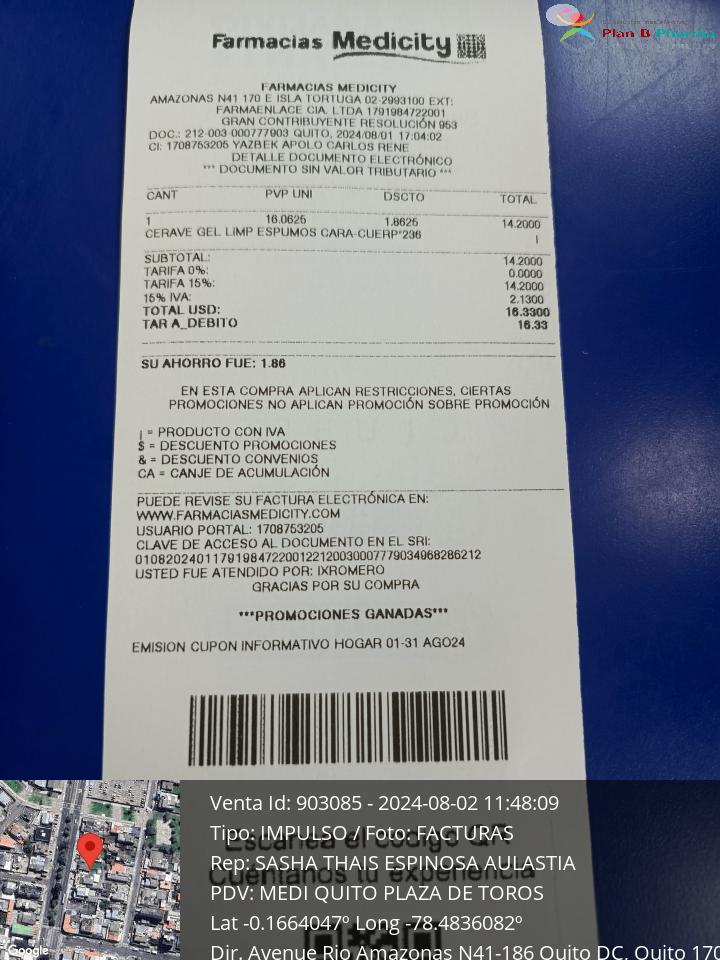 Plan B Pharma
Farmacias Medicity
FARMACIAS MEDICITY
AMAZONAS N41 170 E ISLA TORTUGA 02-2993100 EXT:
FARMAENLACE CIA. LTDA 1791984722001
GRAN CONTRIBUYENTE RESOLUCIÓN 953
DOC.: 212-003-000777903 QUITO, 2024/08/01 17:04:02
CI: 1708753205 YAZBEK APOLO CARLOS RENE
DETALLE DOCUMENTO ELECTRÓNICO
*** DOCUMENTO SIN VALOR TRIBUTARIO ***
CANT PVP UNI DSCTO TOTAL
1 16.0625 1.8625 14.2000
CERAVE GEL LIMP ESPUMOS CARA-CUERP*236 |
SUBTOTAL: 14.2000
TARIFA 0%: 0.0000
TARIFA 15%: 14.2000
15% IVA: 2.1300
TOTAL USD: 16.3300
TAR A_DEBITO 16.33
SU AHORRO FUE: 1.86
EN ESTA COMPRA APLICAN RESTRICCIONES, CIERTAS
PROMOCIONES NO APLICAN PROMOCIÓN SOBRE PROMOCIÓN
| = PRODUCTO CON IVA
$ = DESCUENTO PROMOCIONES
& = DESCUENTO CONVENIOS
CA = CANJE DE ACUMULACIÓN
PUEDE REVISE SU FACTURA ELECTRÓNICA EN:
WWW.FARMACIASMEDICITY.COM
USUARIO PORTAL: 1708753205
CLAVE DE ACCESO AL DOCUMENTO EN EL SRI:
0108202401179198472200122120030007779034968286212
USTED FUE ATENDIDO POR: IXROMERO
GRACIAS POR SU COMPRA
***PROMOCIONES GANADAS***
EMISION CUPON INFORMATIVO HOGAR 01-31 AGO24
Escanea el código QR
Cuéntanos tu experiencia
Venta Id: 903085 - 2024-08-02 11:48:09
Tipo: IMPULSO / Foto: FACTURAS
Rep: SASHA THAIS ESPINOSA AULASTIA
PDV: MEDI QUITO PLAZA DE TOROS
Lat -0.1664047º Long -78.4836082º
Dir. Avenue Rio Amazonas N41-186 Quito DC, Quito 170
Google